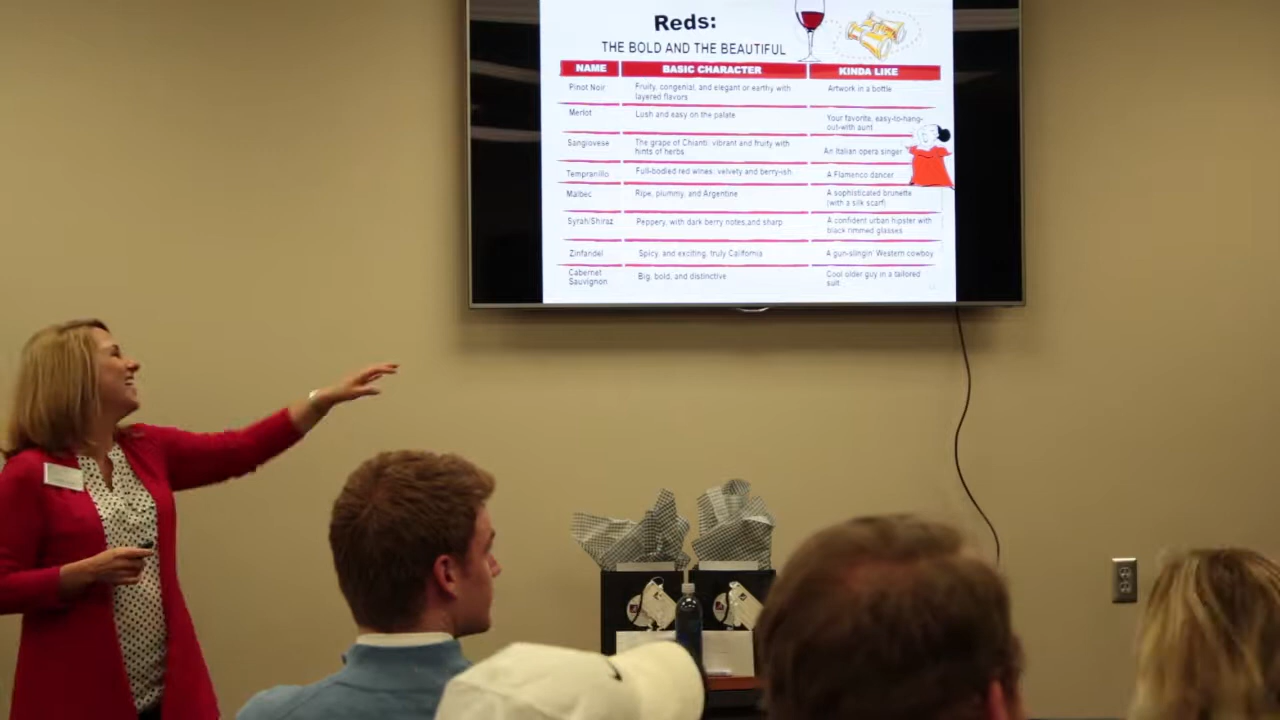 Reds:
THE BOLD AND THE BEAUTIFUL
NAME BASIC CHARACTER KINDA LIKE
Pinot Noir Fruity, congenial, and elegant or earthy with Artwork in a bottle
layered flavors
Merlot Lush and easy on the palate Your favorite, easy-to-hang-
out-with aunt
Sangiovese The grape of Chianti: vibrant and fruity with An Italian opera singer
hints of herbs
Tempranillo Full-bodied red wines: velvety and berry-ish A Flamenco dancer
Malbec Ripe, plummy, and Argentine A sophisticated brunette
(with a silk scarf)
Syrah/Shiraz Peppery, with dark berry notes,and sharp A confident urban hipster with
black rimmed glasses
Zinfandel Spicy, and exciting, truly California A gun-slingin' Western cowboy
Cabernet Big, bold, and distinctive Cool older guy in a tailored
Sauvignon suit